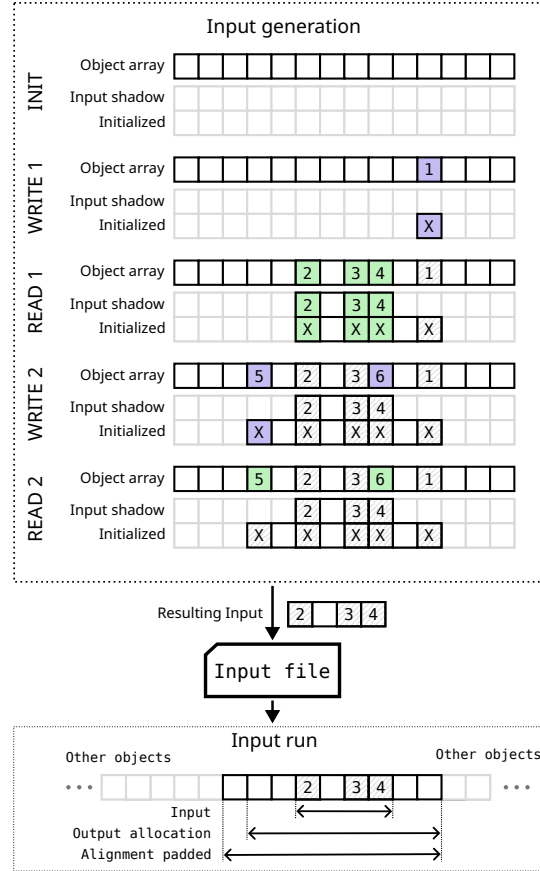 Input generation
INIT
Object array
Input shadow
Initialized
WRITE 1
Object array 1
Input shadow
Initialized X
READ 1
Object array 2 3 4 1
Input shadow 2 3 4
Initialized X X X X
WRITE 2
Object array 5 2 3 6 1
Input shadow 2 3 4
Initialized X X X X X
READ 2
Object array 5 2 3 6 1
Input shadow 2 3 4
Initialized X X X X X
Resulting Input 2 3 4
Input file
Input run
Other objects Other objects
... 2 3 4 ...
Input
Output allocation
Alignment padded